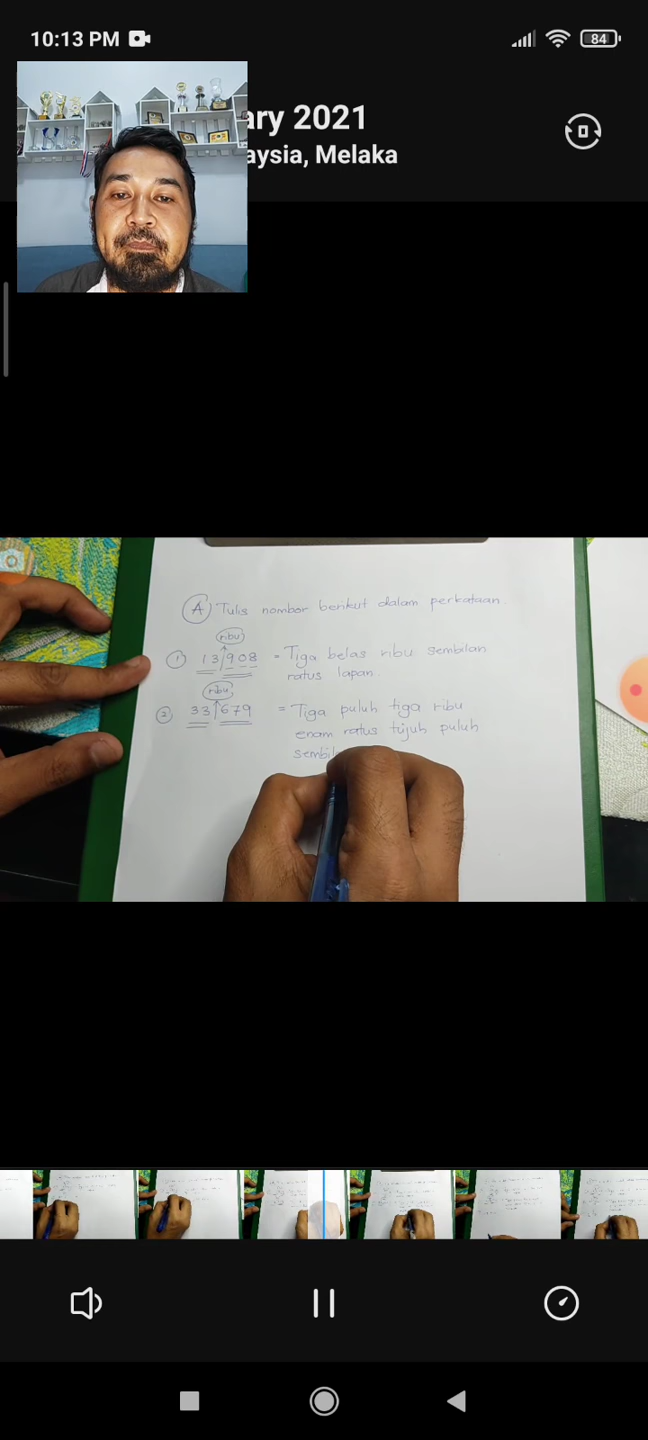 10:13 PM
84
ary 2021
aysia, Melaka
A Tulis nombor berikut dalam perkataan.
ribu
1 13/908 = Tiga belas ribu sembilan
ratus lapan.
ribu
2 33/679 = Tiga puluh tiga ribu
enam ratus tujuh puluh
sembil